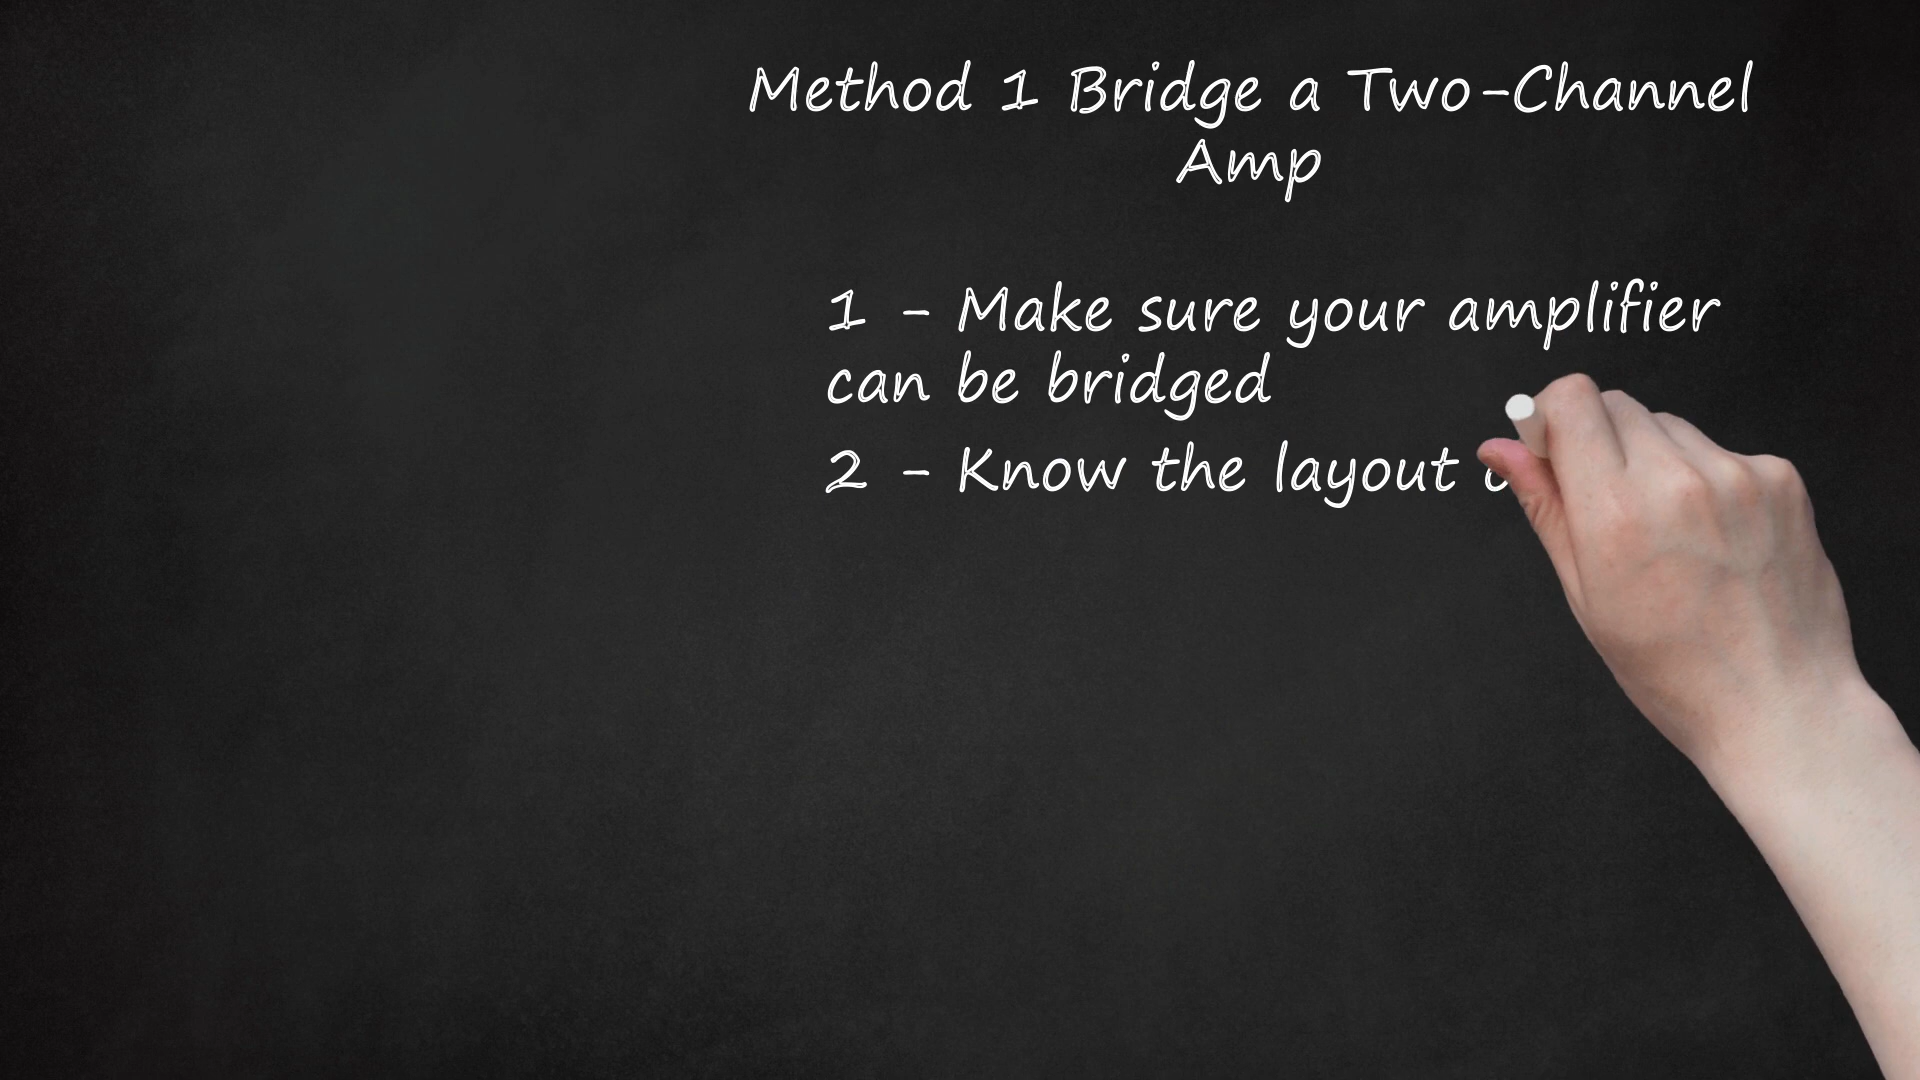 Method 1 Bridge a Two-Channel
Amp
1 - Make sure your amplifier
can be bridged
2 - Know the layout